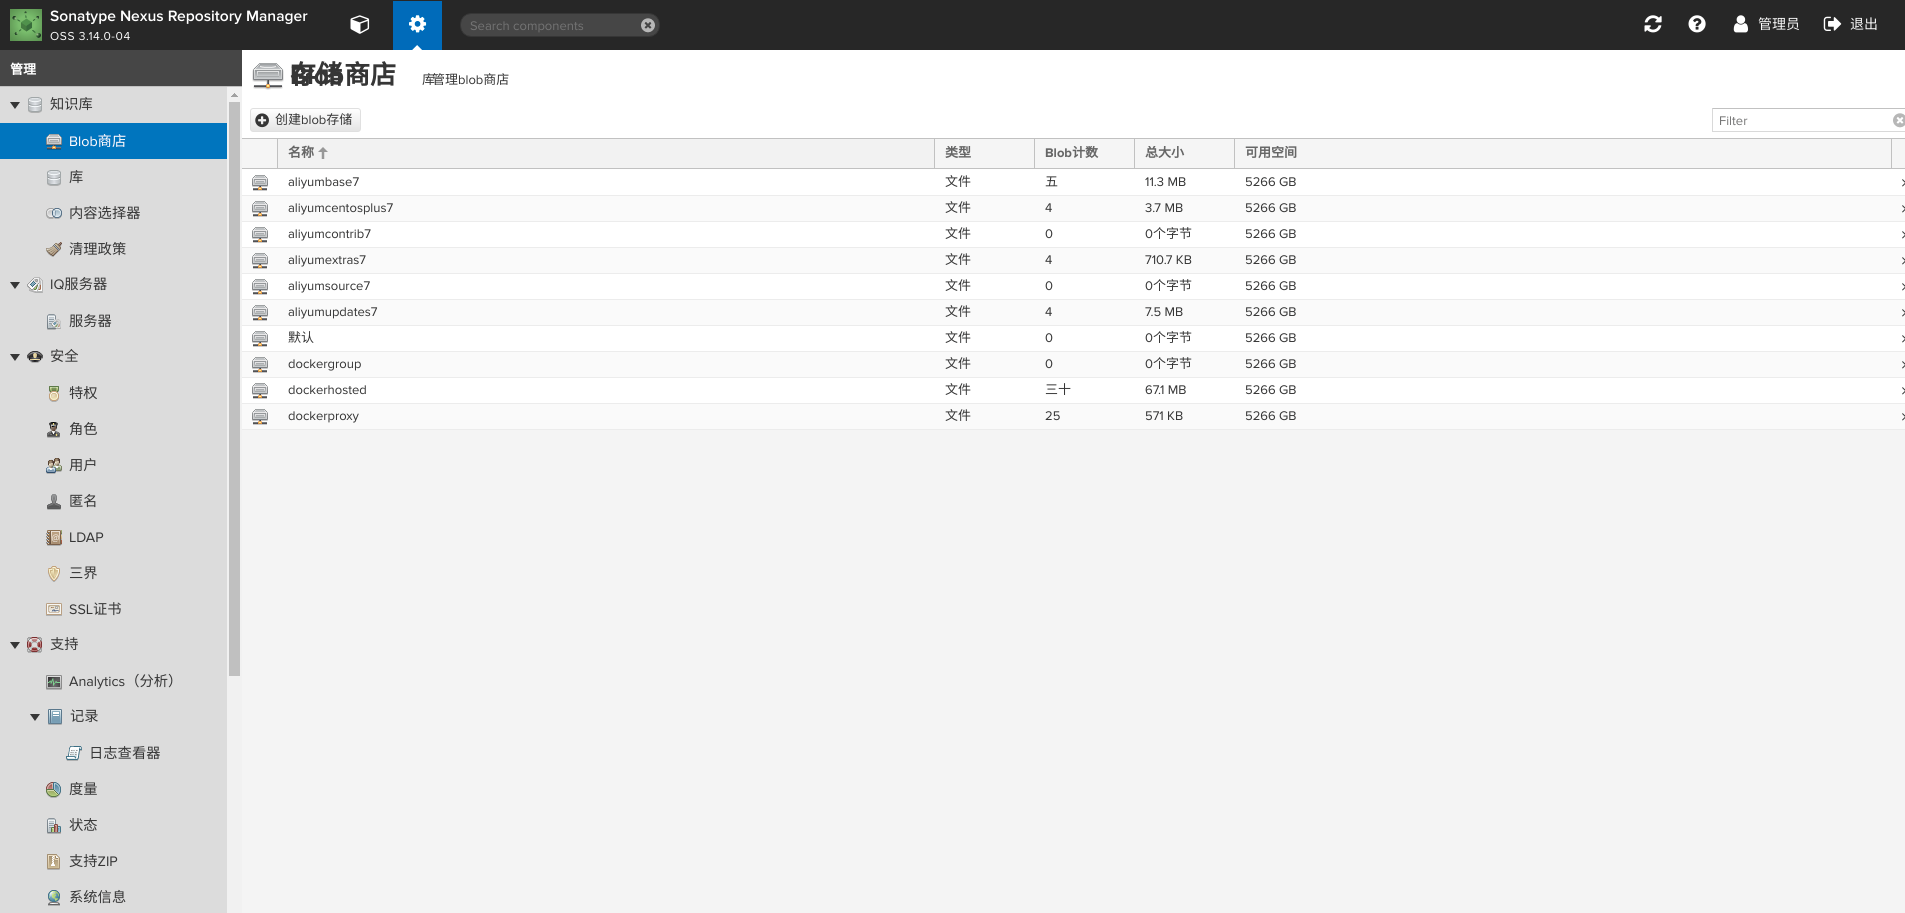 Sonatype Nexus Repository Manager
OSS 3.14.0-04
Search components
管理员
退出
管理
知识库
Blob商店
库
内容选择器
清理政策
IQ服务器
服务器
安全
特权
角色
用户
匿名
LDAP
三界
SSL证书
支持
Analytics（分析）
记录
日志查看器
度量
状态
支持ZIP
系统信息
存储商店 库管理blob商店
创建blob存储
Filter
名称 类型 Blob计数 总大小 可用空间
aliyumbase7 文件 五 11.3 MB 5266 GB
aliyumcentosplus7 文件 4 3.7 MB 5266 GB
aliyumcontrib7 文件 0 0个字节 5266 GB
aliyumextras7 文件 4 710.7 KB 5266 GB
aliyumsource7 文件 0 0个字节 5266 GB
aliyumupdates7 文件 4 7.5 MB 5266 GB
默认 文件 0 0个字节 5266 GB
dockergroup 文件 0 0个字节 5266 GB
dockerhosted 文件 三十 67.1 MB 5266 GB
dockerproxy 文件 25 571 KB 5266 GB